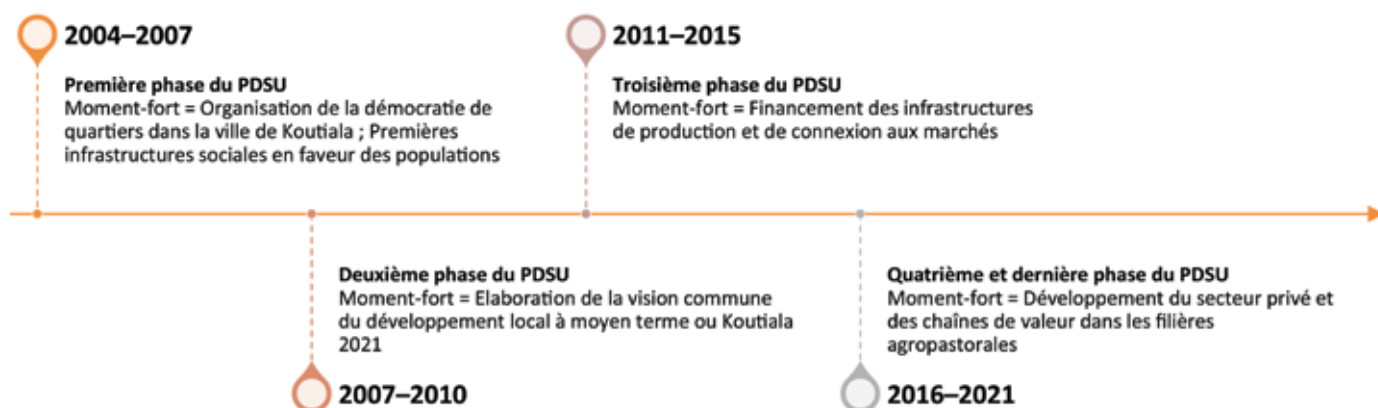 2004–2007
Première phase du PDSU
Moment-fort = Organisation de la démocratie de
quartiers dans la ville de Koutiala ; Premières
infrastructures sociales en faveur des populations
2011–2015
Troisième phase du PDSU
Moment-fort = Financement des infrastructures
de production et de connexion aux marchés
Deuxième phase du PDSU
Moment-fort = Elaboration de la vision commune
du développement local à moyen terme ou Koutiala
2021
2007–2010
Quatrième et dernière phase du PDSU
Moment-fort = Développement du secteur privé et
des chaînes de valeur dans les filières
agropastorales
2016–2021